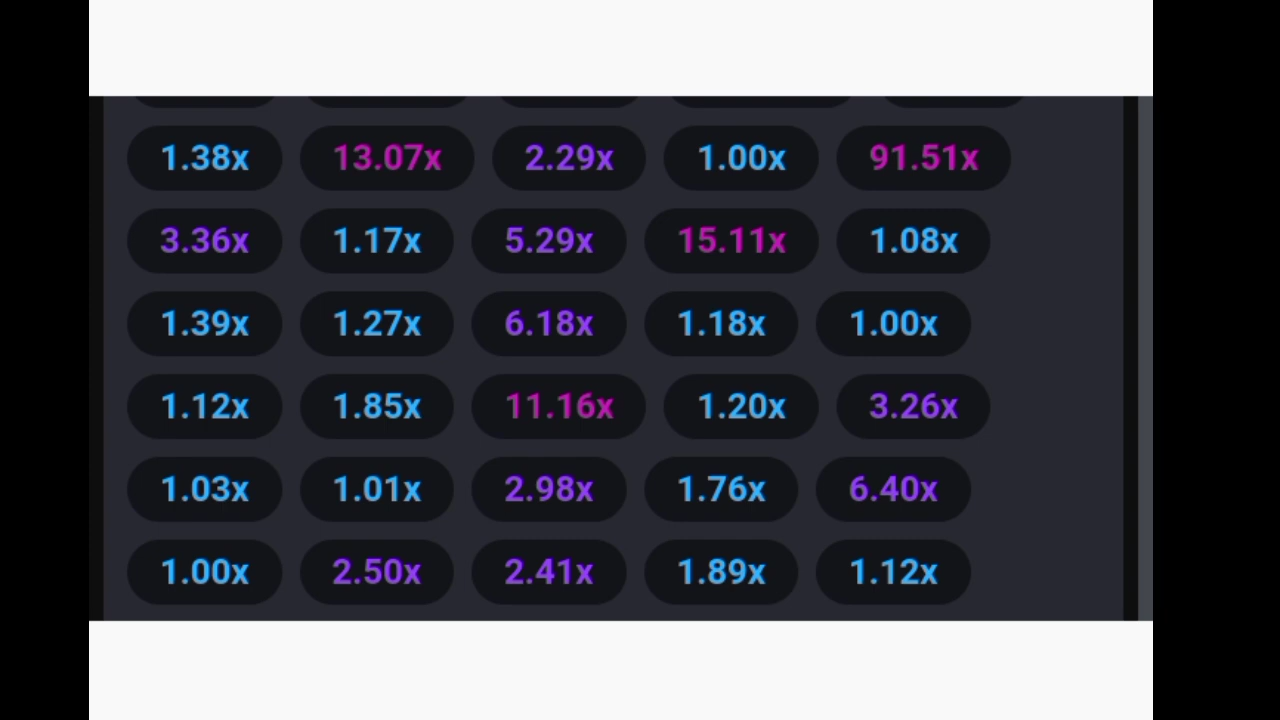 1.38x 13.07x 2.29x 1.00x 91.51x
3.36x 1.17x 5.29x 15.11x 1.08x
1.39x 1.27x 6.18x 1.18x 1.00x
1.12x 1.85x 11.16x 1.20x 3.26x
1.03x 1.01x 2.98x 1.76x 6.40x
1.00x 2.50x 2.41x 1.89x 1.12x